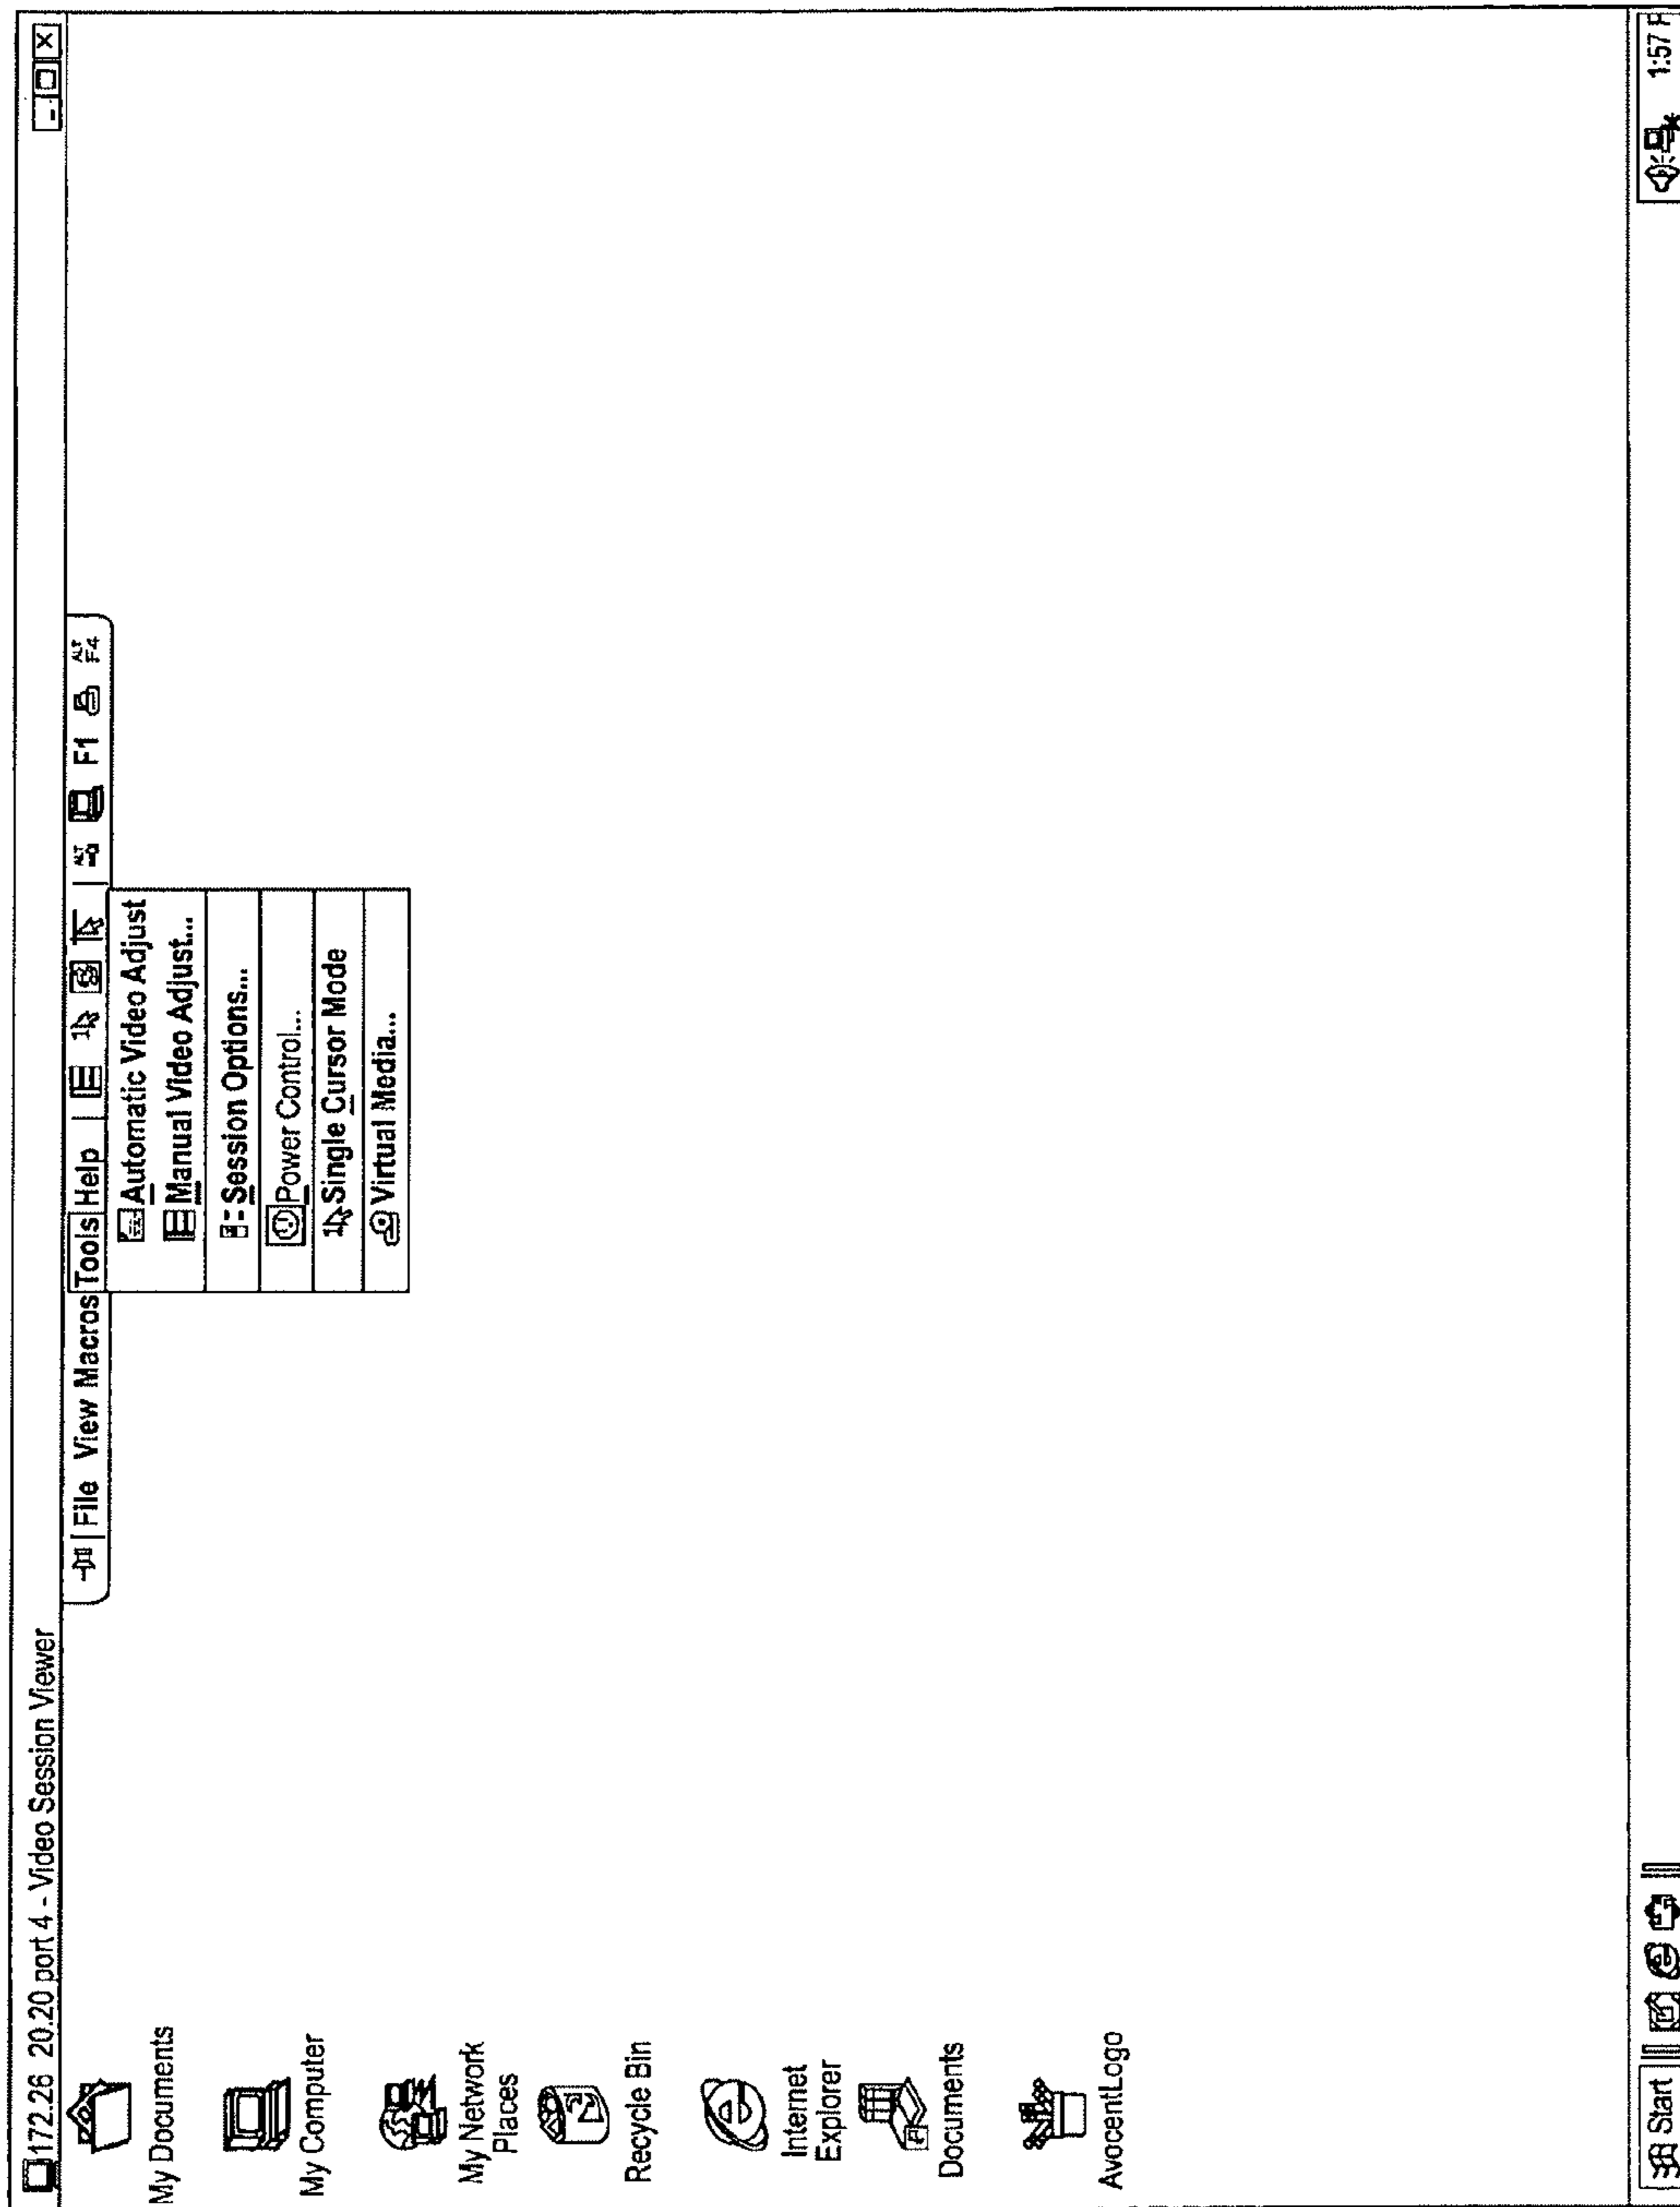 172.26 20.20 port 4 - Video Session Viewer
File View Macros Tools Help F1 ALT F4
Automatic Video Adjust
Manual Video Adjust...
Session Options...
Power Control...
Single Cursor Mode
Virtual Media...
My Documents
My Computer
My Network
Places
Recycle Bin
Internet
Explorer
Documents
AvocentLogo
Start
1:57